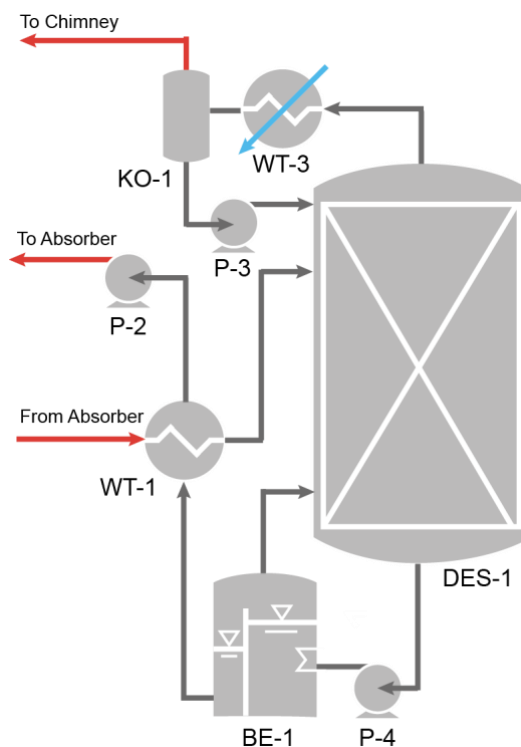 To Chimney
WT-3
KO-1
To Absorber
P-3
P-2
From Absorber
WT-1
DES-1
BE-1
P-4